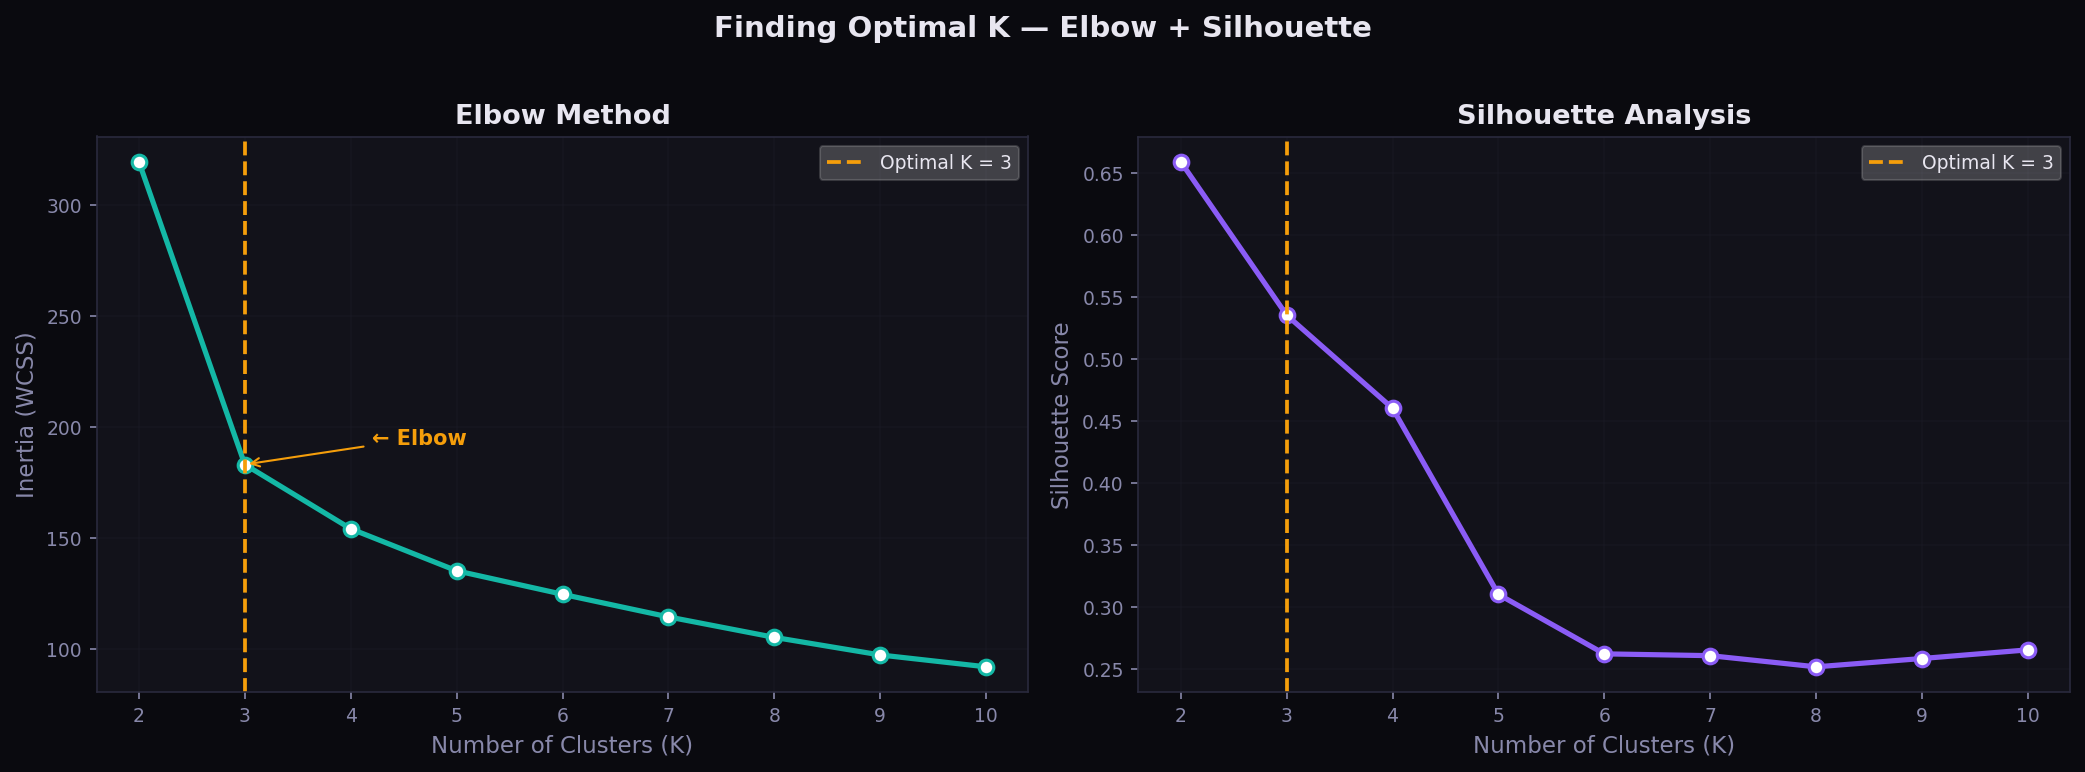 Finding Optimal K — Elbow + Silhouette
Elbow Method
Optimal K = 3
← Elbow
Inertia (WCSS)
300
250
200
150
100
2 3 4 5 6 7 8 9 10
Number of Clusters (K)
Silhouette Analysis
Optimal K = 3
Silhouette Score
0.65
0.60
0.55
0.50
0.45
0.40
0.35
0.30
0.25
2 3 4 5 6 7 8 9 10
Number of Clusters (K)